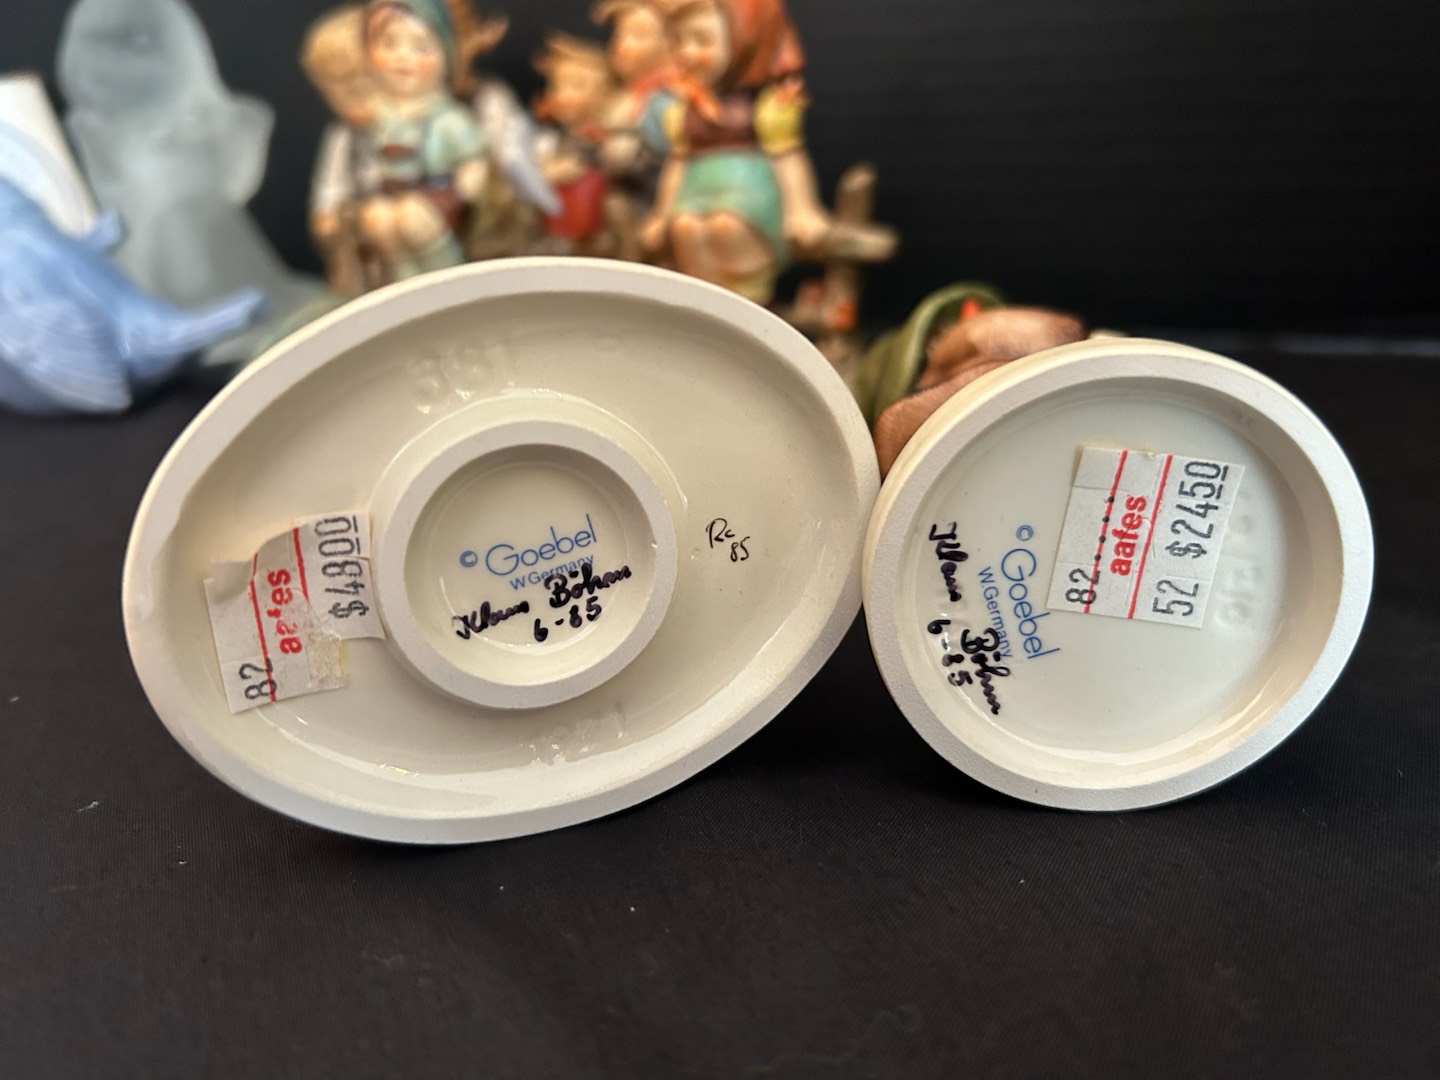 $4800
aafes
82
© Goebel
W Germany
Klaus Böhm
6-85
Rc
85
82
aafes
52 $2450
© Goebel
W Germany
Klaus Böhm
6-85